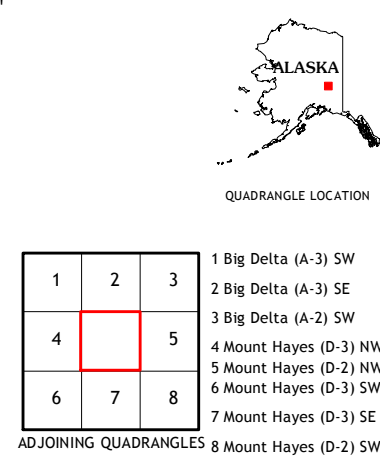 ALASKA
QUADRANGLE LOCATION
1 2 3
4 5
6 7 8
ADJOINING QUADRANGLES
1 Big Delta (A-3) SW
2 Big Delta (A-3) SE
3 Big Delta (A-2) SW
4 Mount Hayes (D-3) NW
5 Mount Hayes (D-2) NW
6 Mount Hayes (D-3) SW
7 Mount Hayes (D-3) SE
8 Mount Hayes (D-2) SW